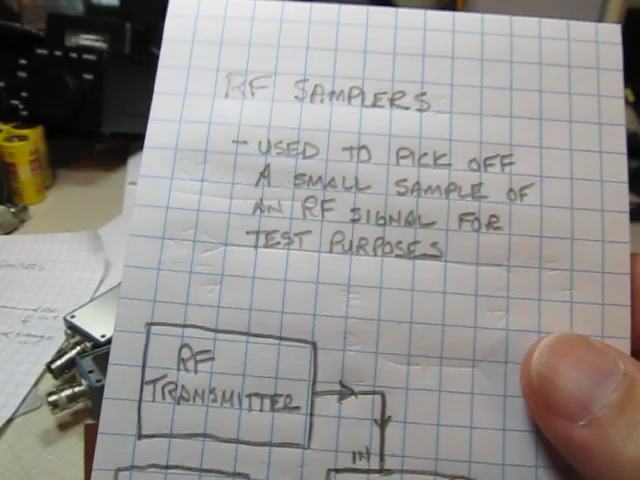 RF SAMPLERS
- USED TO PICK OFF
A SMALL SAMPLE OF
AN RF SIGNAL FOR
TEST PURPOSES
RF
TRANSMITTER
IN